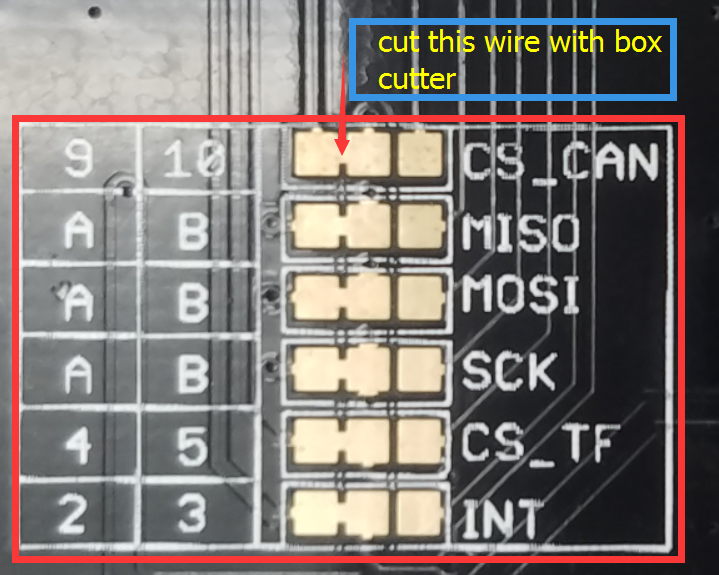 cut this wire with box
cutter
9 10 CS_CAN
A B MISO
A B MOSI
A B SCK
4 5 CS_TF
2 3 INT